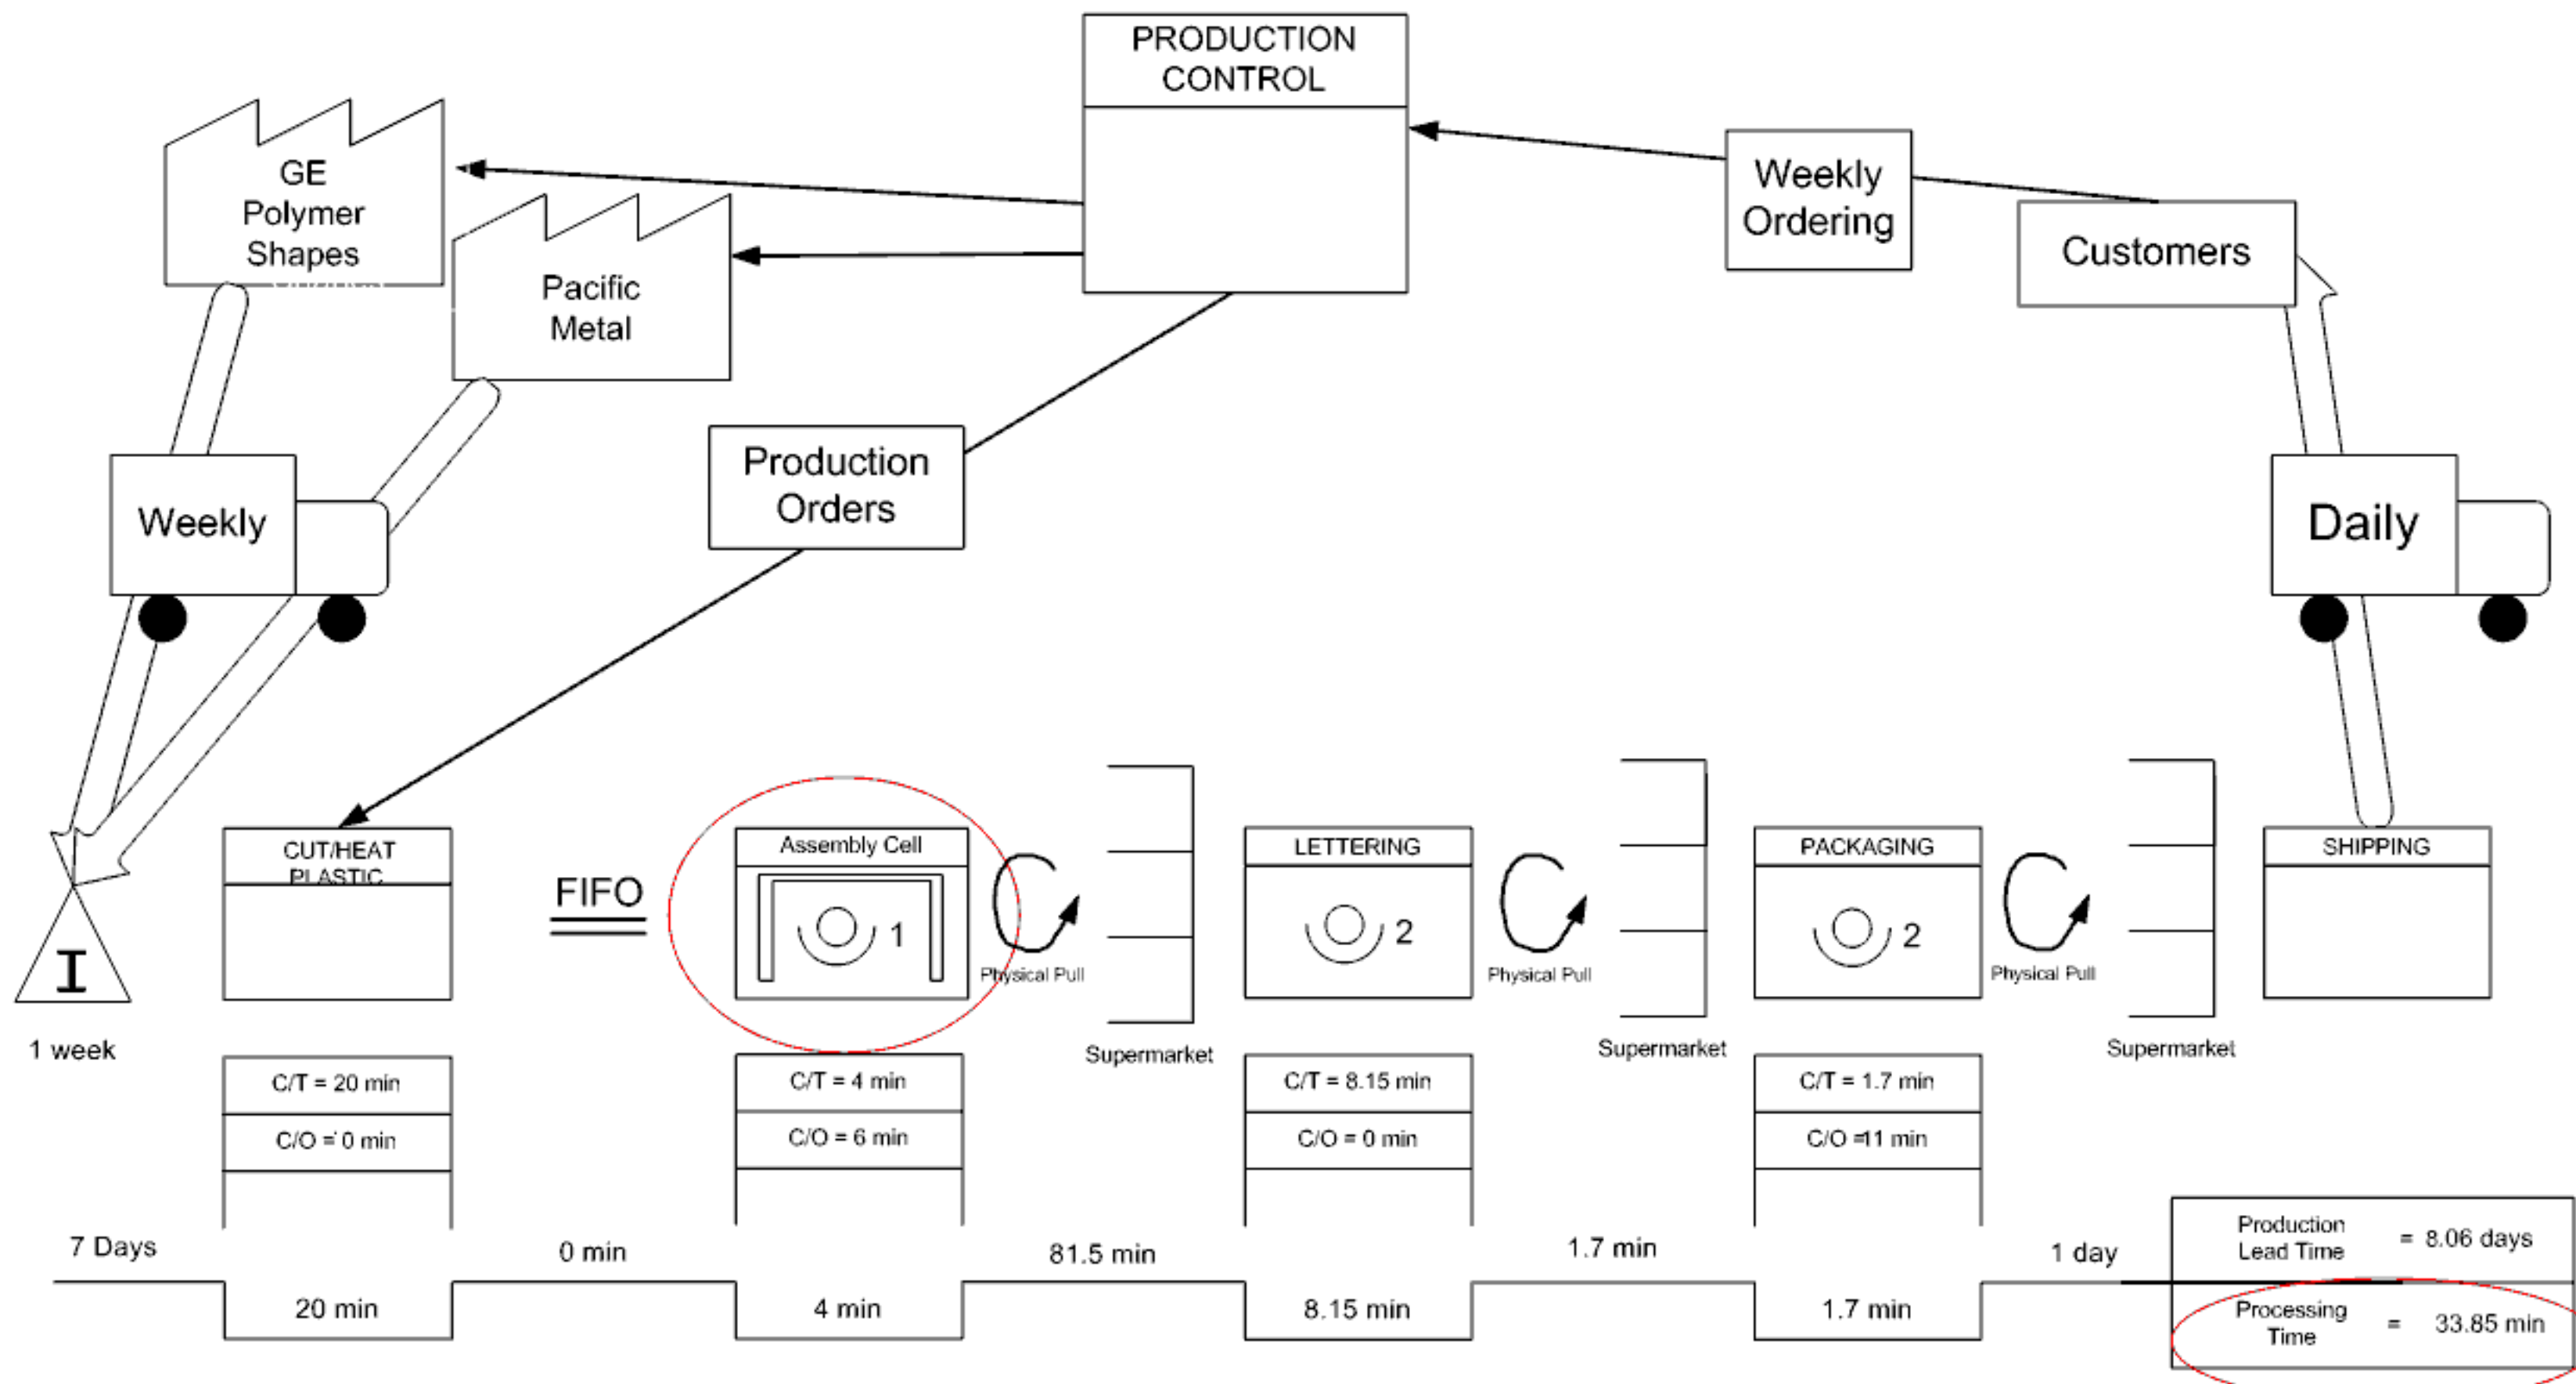 PRODUCTION
CONTROL
GE
Polymer
Shapes
Pacific
Metal
Weekly
Ordering
Customers
Production
Orders
Weekly
Daily
CUT/HEAT
PLASTIC
FIFO
Assembly Cell
1
Physical Pull
Supermarket
LETTERING
2
Physical Pull
Supermarket
PACKAGING
2
Physical Pull
Supermarket
SHIPPING
I
1 week
C/T = 20 min
C/O = 0 min
C/T = 4 min
C/O = 6 min
C/T = 8.15 min
C/O = 0 min
C/T = 1.7 min
C/O =11 min
7 Days
0 min
81.5 min
1.7 min
1 day
20 min
4 min
8.15 min
1.7 min
Production
Lead Time = 8.06 days
Processing
Time = 33.85 min